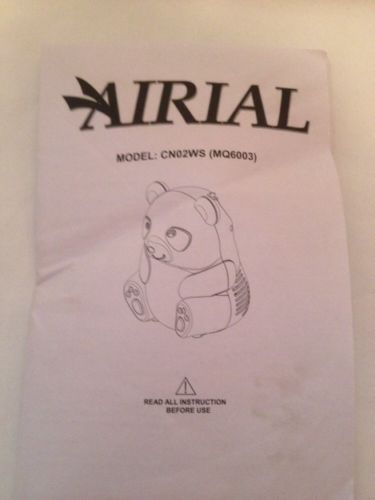 AIRIAL
MODEL: CN02WS (MQ6003)
READ ALL INSTRUCTION
BEFORE USE